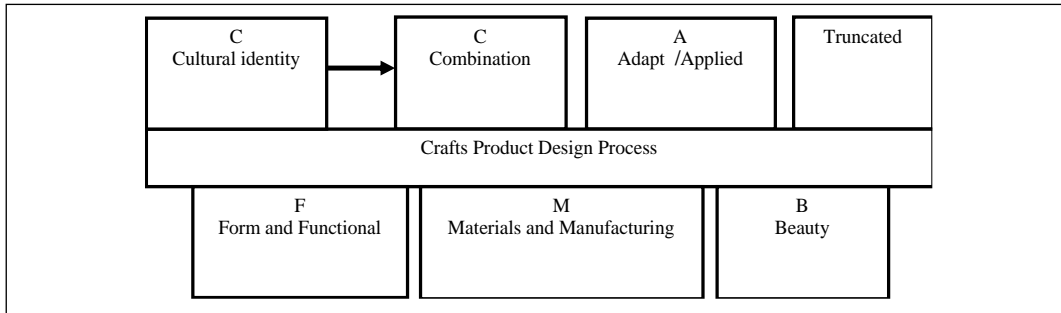 C
Cultural identity
C
Combination
A
Adapt /Applied
Truncated
Crafts Product Design Process
F
Form and Functional
M
Materials and Manufacturing
B
Beauty